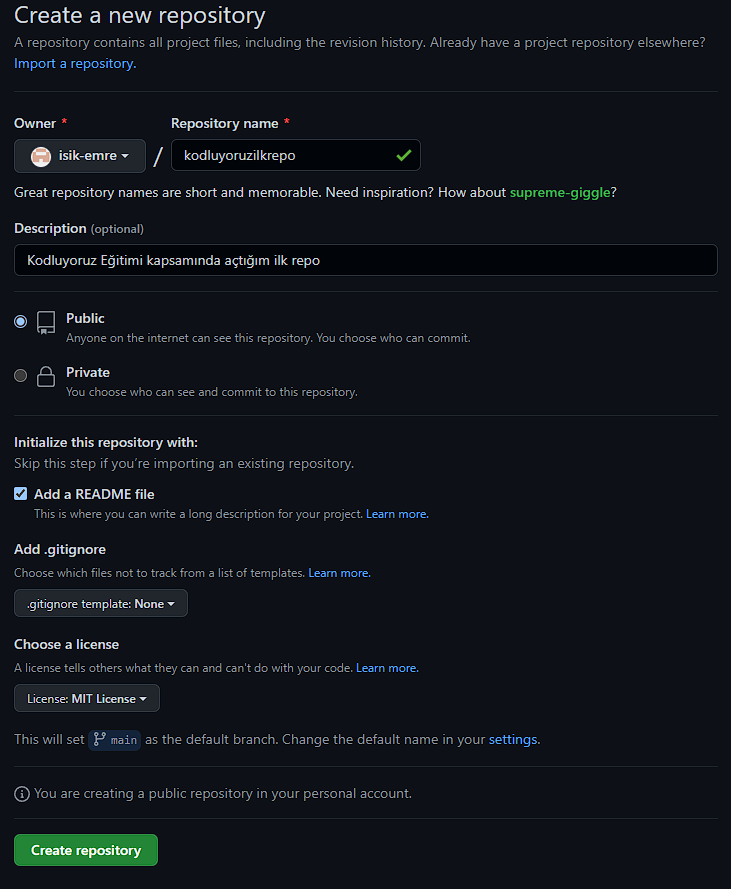 Create a new repository
A repository contains all project files, including the revision history. Already have a project repository elsewhere?
Import a repository.
Owner *
Repository name *
isik-emre
/
kodluyoruzilkrepo
Great repository names are short and memorable. Need inspiration? How about supreme-giggle?
Description (optional)
Kodluyoruz Eğitimi kapsamında açtığım ilk repo
Public
Anyone on the internet can see this repository. You choose who can commit.
Private
You choose who can see and commit to this repository.
Initialize this repository with:
Skip this step if you're importing an existing repository.
Add a README file
This is where you can write a long description for your project. Learn more.
Add .gitignore
Choose which files not to track from a list of templates. Learn more.
.gitignore template: None
Choose a license
A license tells others what they can and can't do with your code. Learn more.
License: MIT License
This will set main as the default branch. Change the default name in your settings.
You are creating a public repository in your personal account.
Create repository